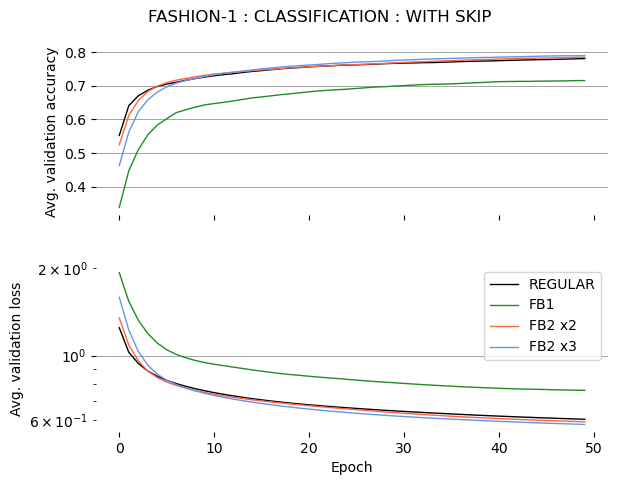 FASHION-1 : CLASSIFICATION : WITH SKIP
Avg. validation accuracy
0.8
0.7
0.6
0.5
0.4
Avg. validation loss
2 × 10⁰
10⁰
6 × 10⁻¹
REGULAR
FB1
FB2 x2
FB2 x3
0 10 20 30 40 50
Epoch